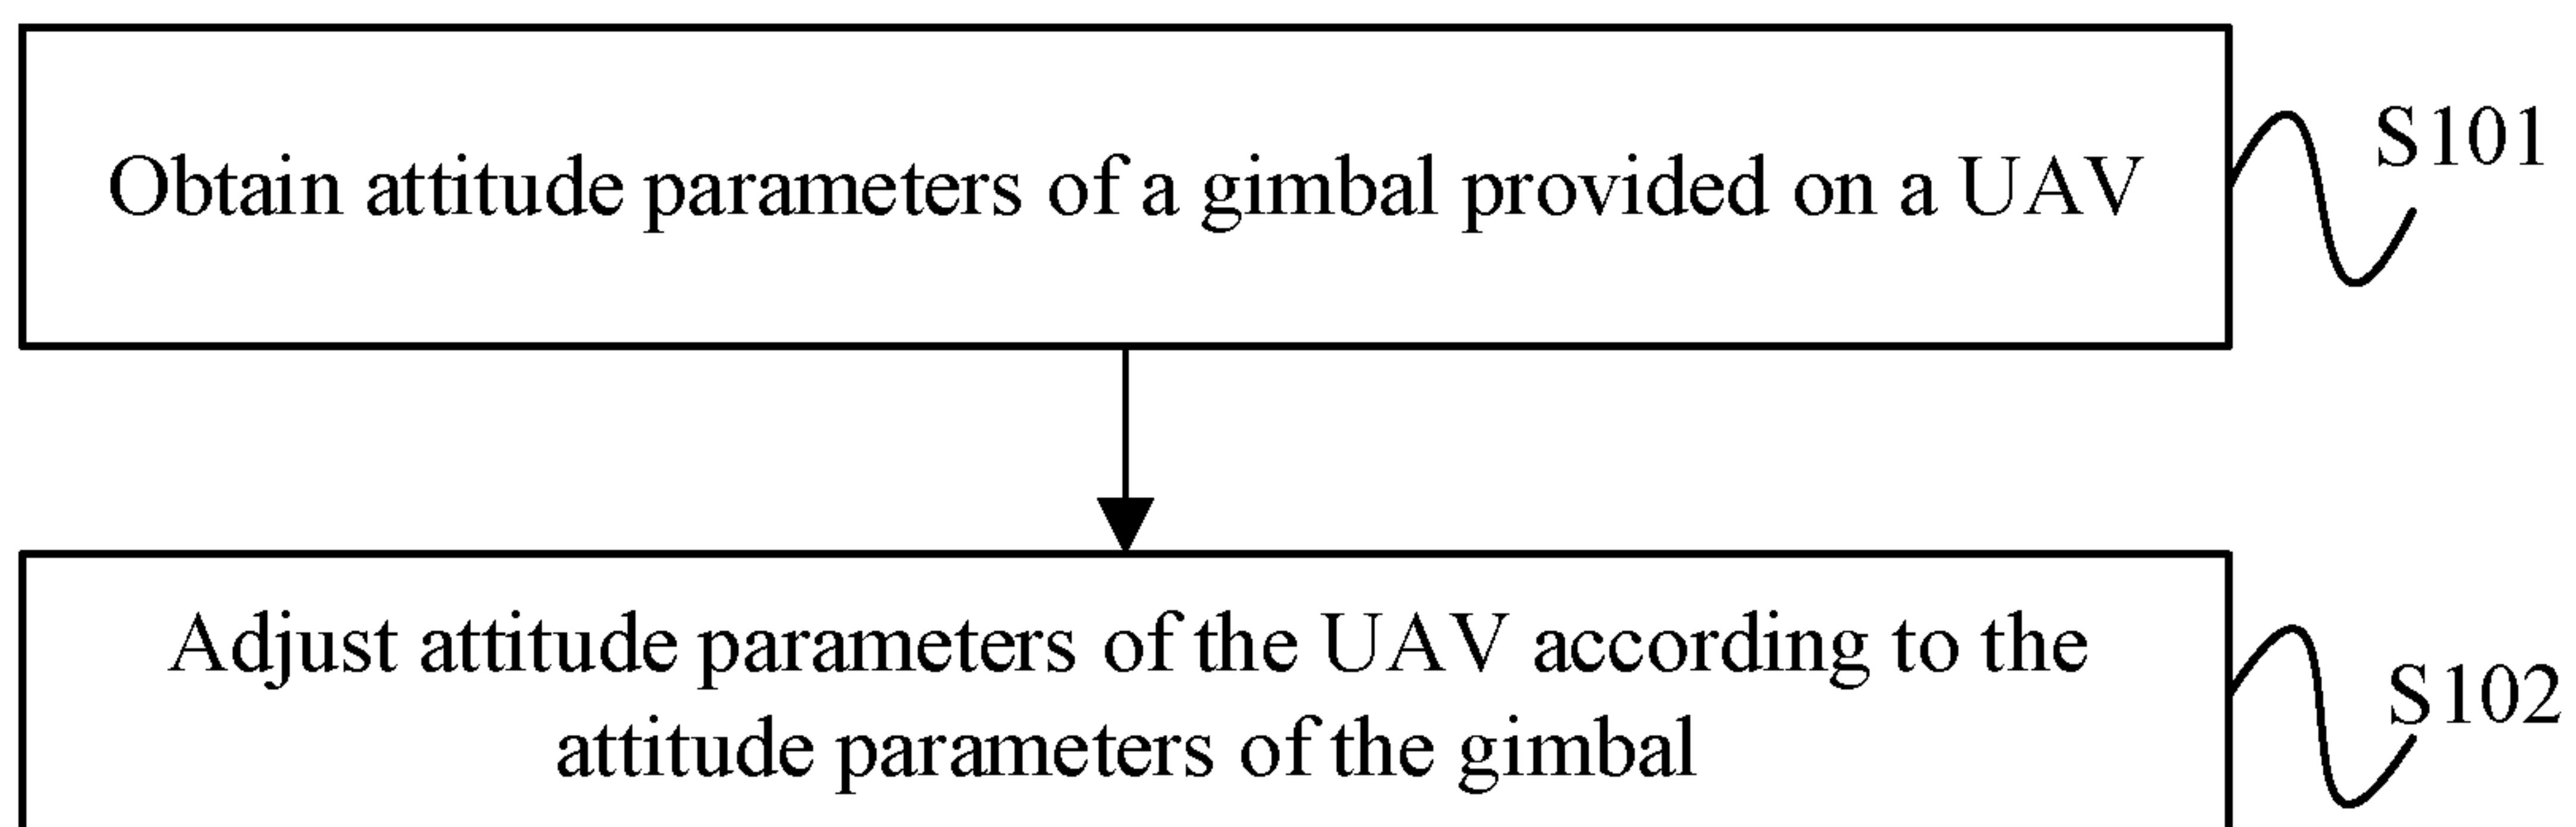 Obtain attitude parameters of a gimbal provided on a UAV
S101
Adjust attitude parameters of the UAV according to the
attitude parameters of the gimbal
S102